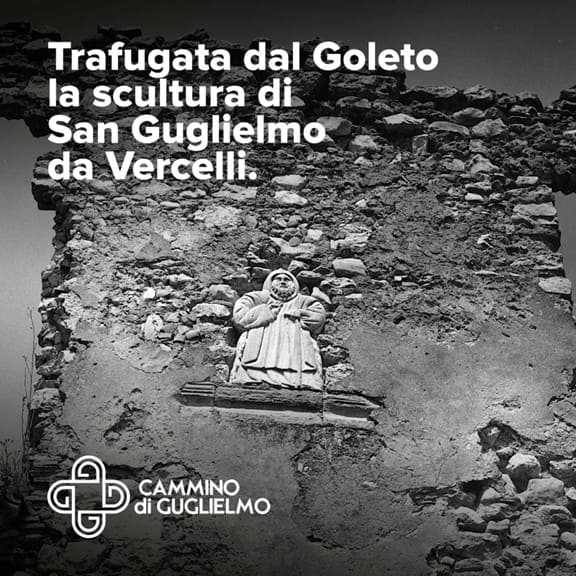 Trafugata dal Goleto
la scultura di
San Guglielmo
da Vercelli.
CAMMINO
di GUGLIELMO